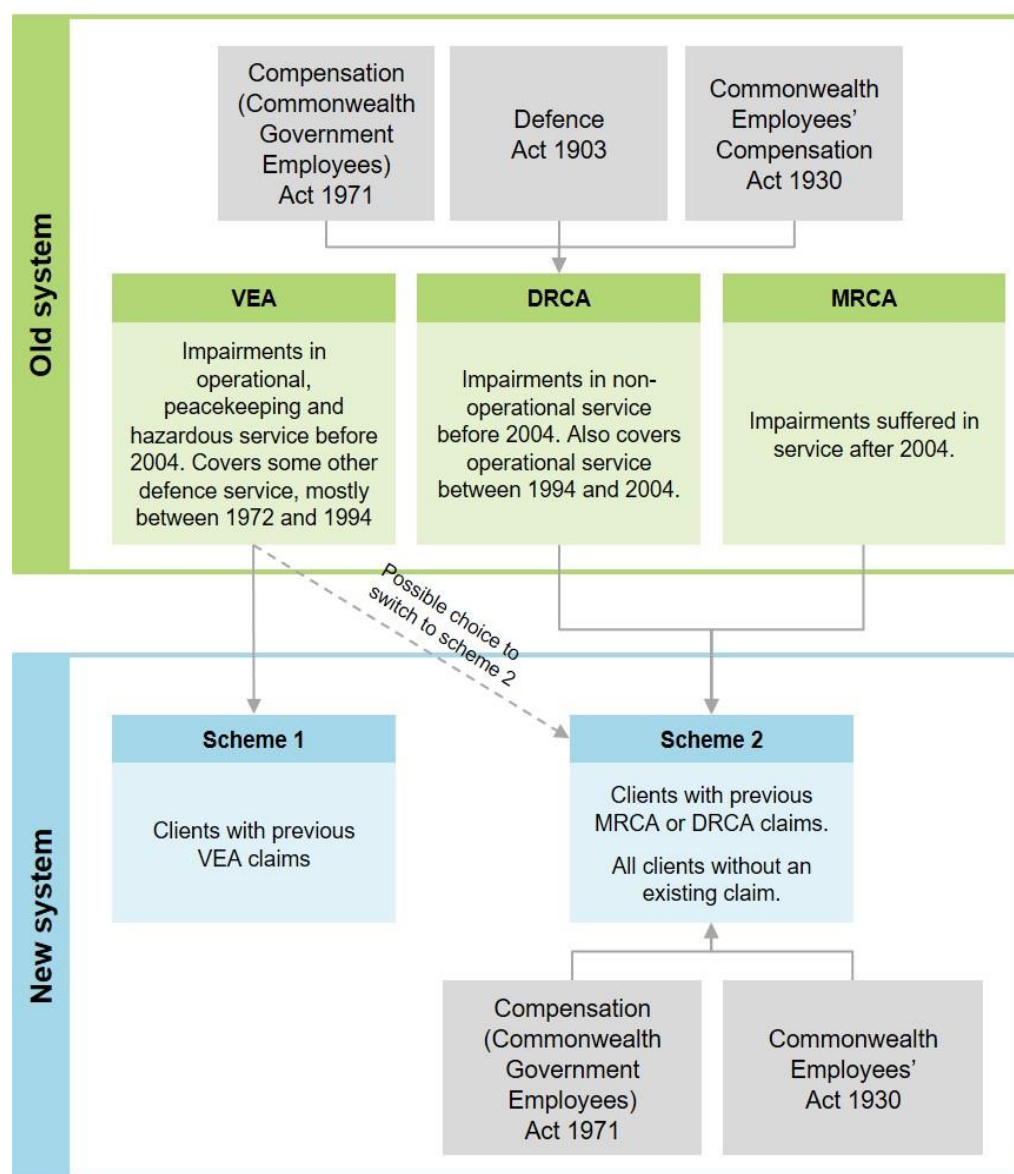 Old system
Compensation
(Commonwealth
Government
Employees)
Act 1971
Defence
Act 1903
Commonwealth
Employees'
Compensation
Act 1930
VEA
Impairments in
operational,
peacekeeping and
hazardous service before
2004. Covers some other
defence service, mostly
between 1972 and 1994
DRCA
Impairments in non-
operational service
before 2004. Also covers
operational service
between 1994 and 2004.
MRCA
Impairments suffered in
service after 2004.
Possible choice to
switch to scheme 2
New system
Scheme 1
Clients with previous
VEA claims
Scheme 2
Clients with previous
MRCA or DRCA claims.
All clients without an
existing claim.
Compensation
(Commonwealth
Government
Employees)
Act 1971
Commonwealth
Employees'
Act 1930